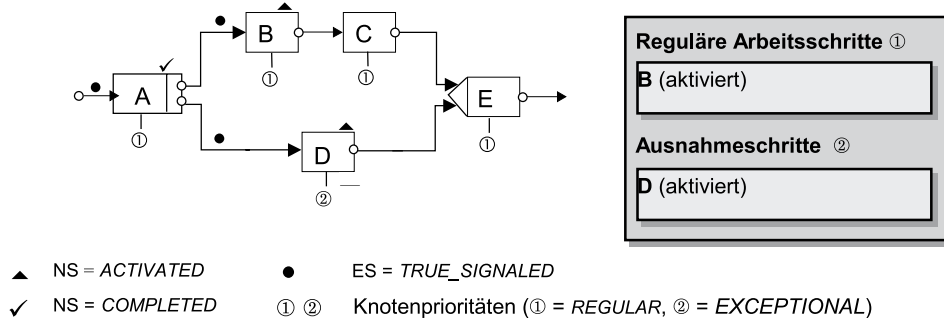 B
C
①
①
A
E
①
①
D
②
Reguläre Arbeitsschritte ①
B (aktiviert)
Ausnahmeschritte ②
D (aktiviert)
NS = ACTIVATED
ES = TRUE_SIGNALED
NS = COMPLETED
① ② Knotenprioritäten (① = REGULAR, ② = EXCEPTIONAL)